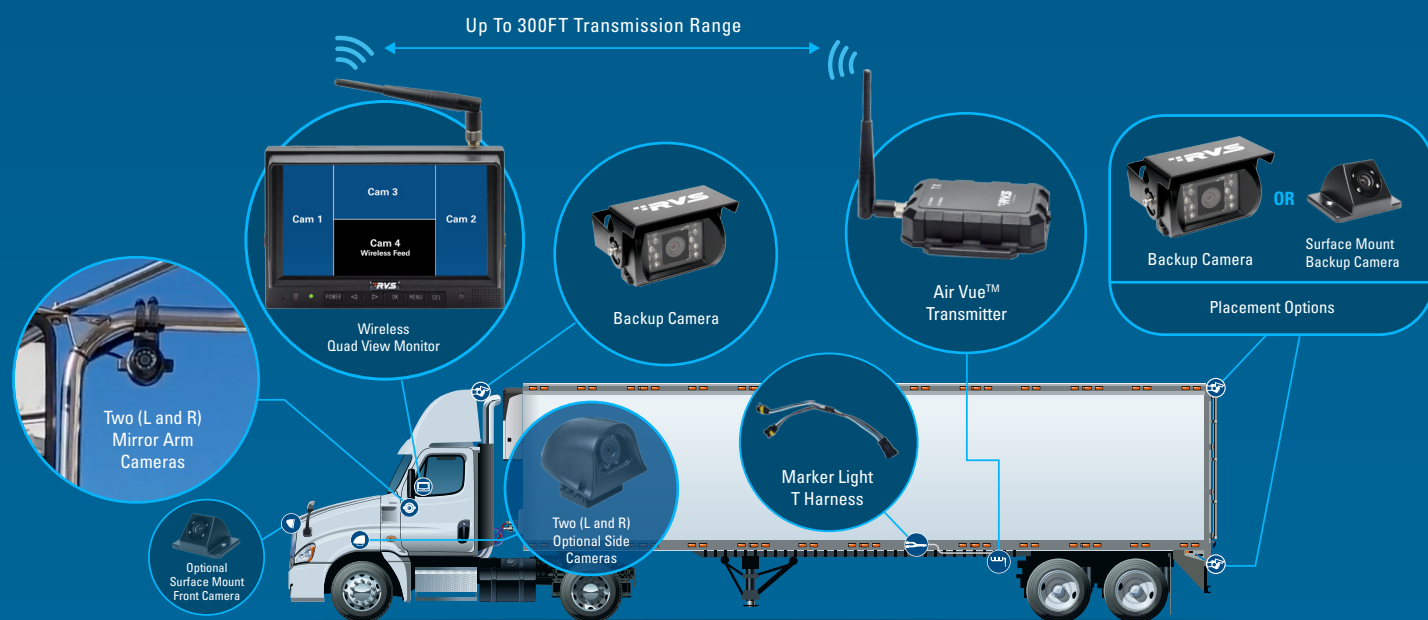 Up To 300FT Transmission Range
Cam 1
Cam 3
Cam 2
Cam 4
Wireless Feed
RVS
POWER
OK
MENU
SEL
Wireless
Quad View Monitor
RVS
Backup Camera
RVS
Air Vue™
Transmitter
RVS
Backup Camera
OR
Surface Mount
Backup Camera
Placement Options
Two (L and R)
Mirror Arm
Cameras
Two (L and R)
Optional Side
Cameras
Marker Light
T Harness
Optional
Surface Mount
Front Camera